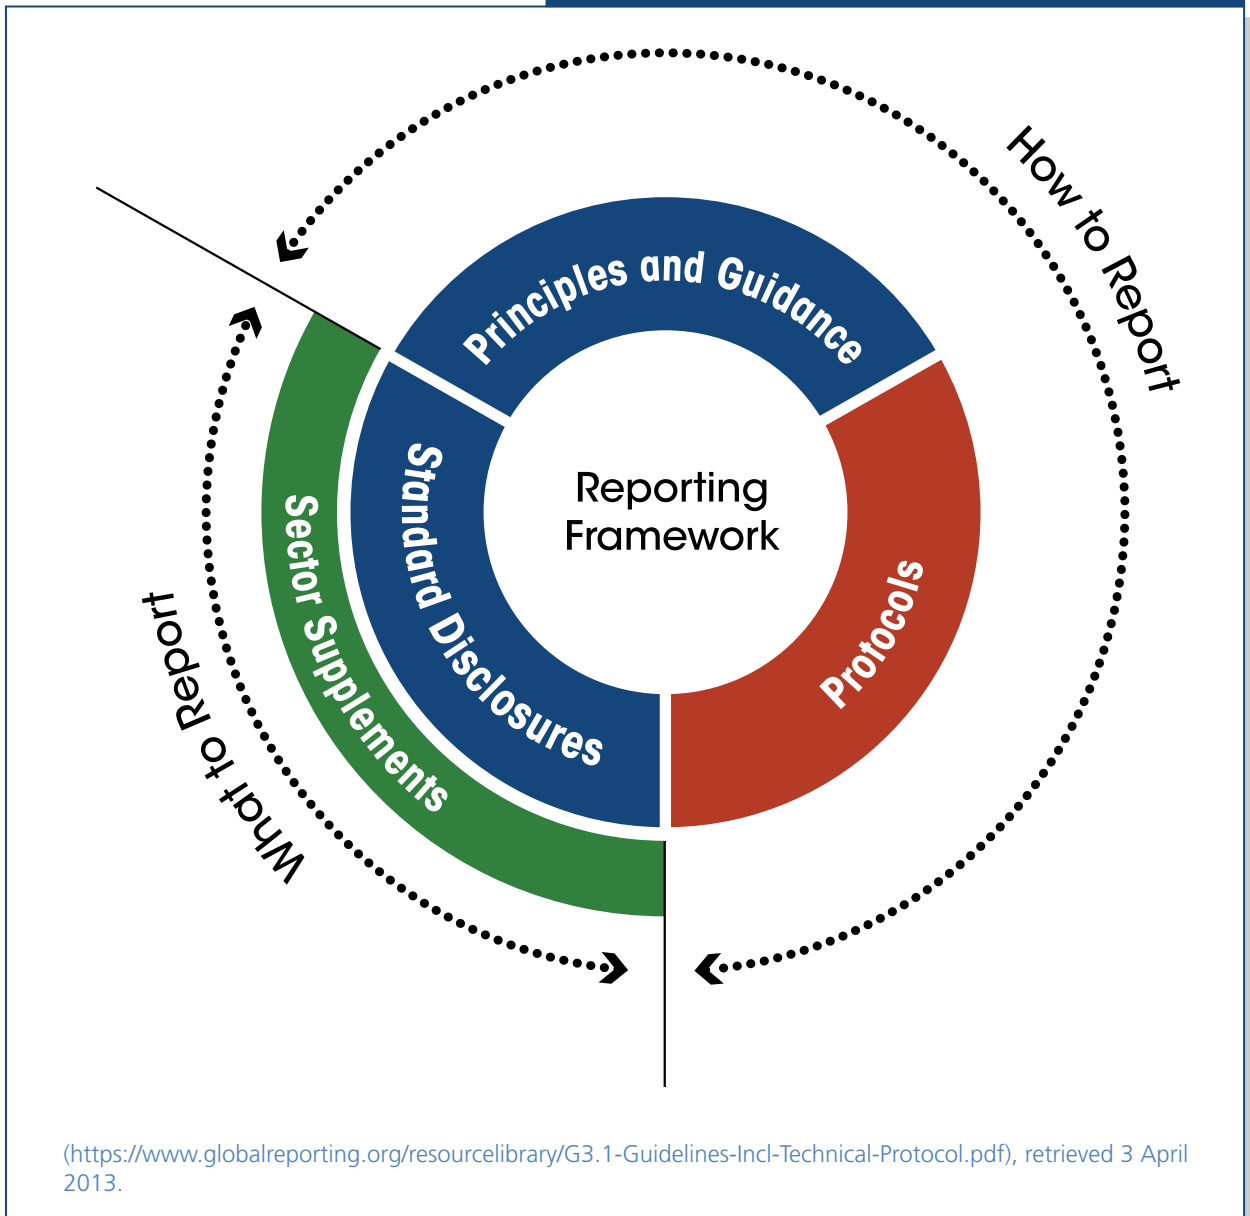 How to Report
Principles and Guidance
Reporting
Framework
Standard Disclosures
Protocols
Sector Supplements
What to Report
(https://www.globalreporting.org/resourcelibrary/G3.1-Guidelines-Incl-Technical-Protocol.pdf), retrieved 3 April
2013.